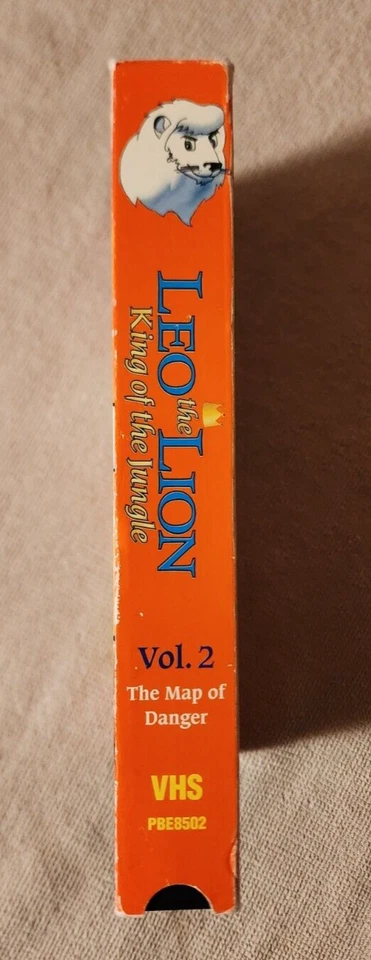 LEO the LION
King of the Jungle
Vol. 2
The Map of
Danger
VHS
PBE8502